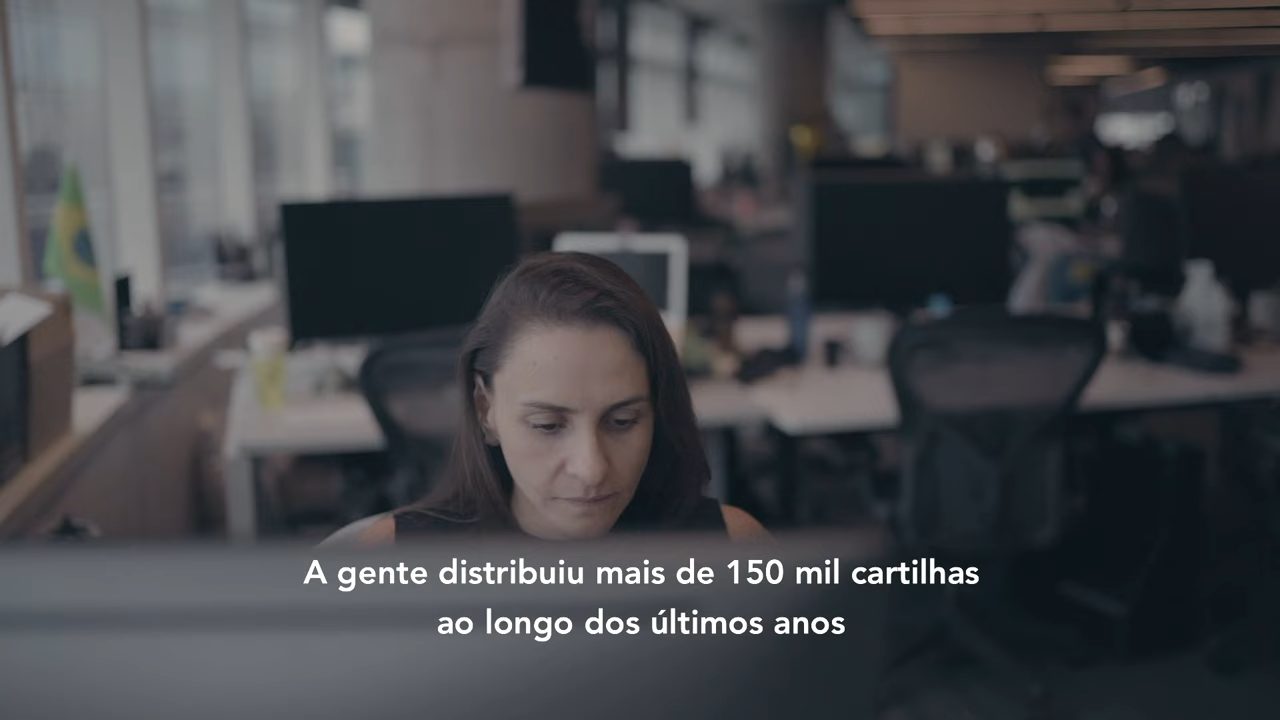 A gente distribuiu mais de 150 mil cartilhas
ao longo dos últimos anos